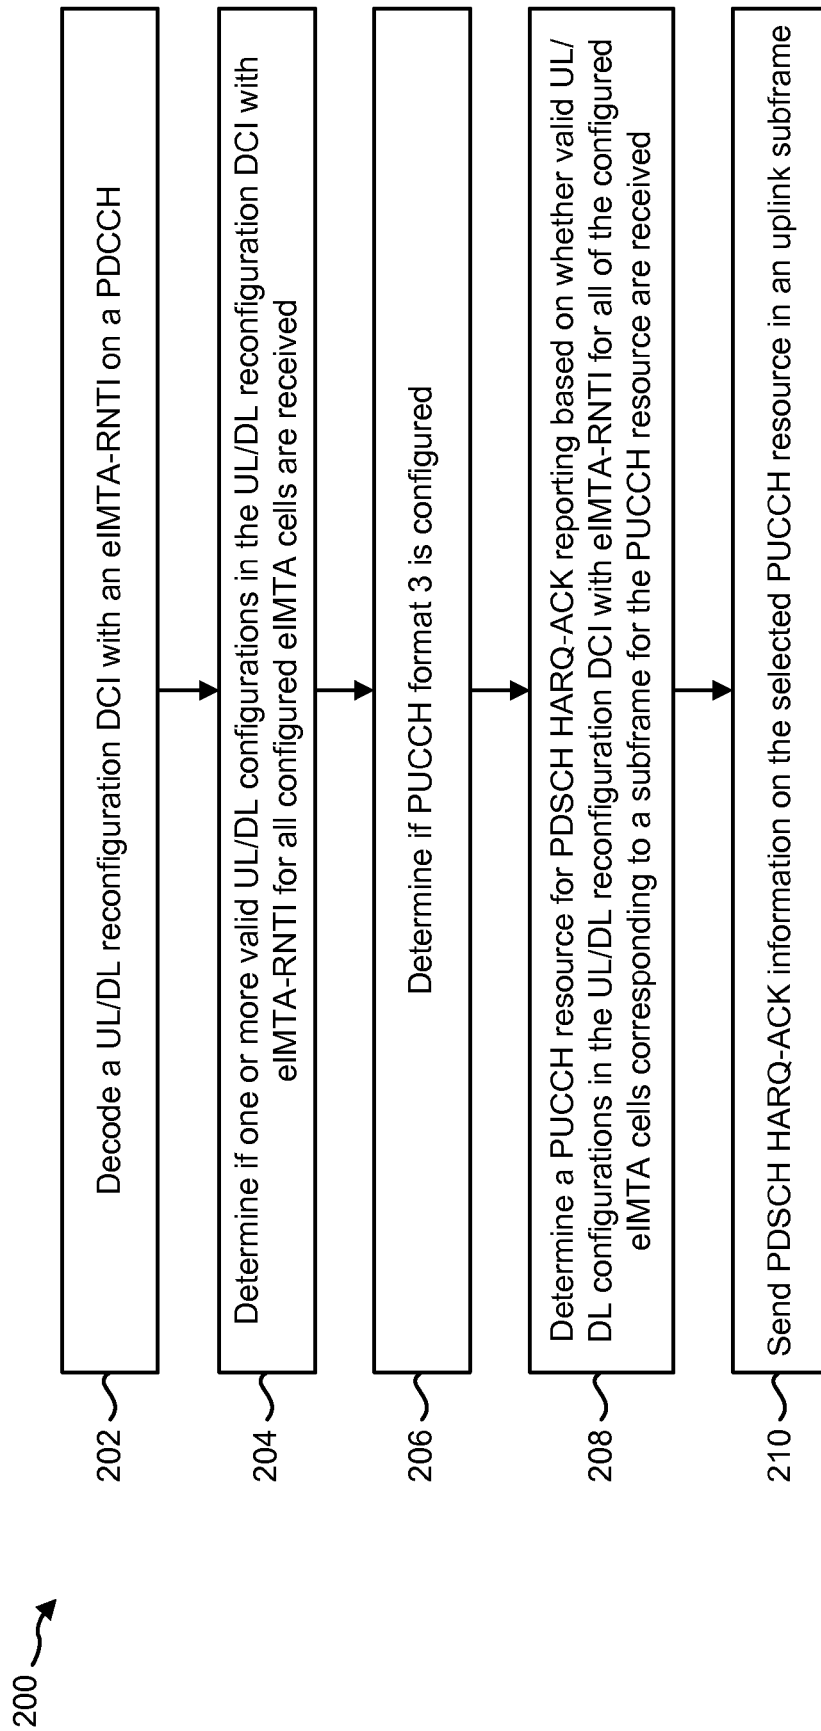 200
202
Decode a UL/DL reconfiguration DCI with an eIMTA-RNTI on a PDCCH
204
Determine if one or more valid UL/DL configurations in the UL/DL reconfiguration DCI with
eIMTA-RNTI for all configured eIMTA cells are received
206
Determine if PUCCH format 3 is configured
208
Determine a PUCCH resource for PDSCH HARQ-ACK reporting based on whether valid UL/
DL configurations in the UL/DL reconfiguration DCI with eIMTA-RNTI for all of the configured
eIMTA cells corresponding to a subframe for the PUCCH resource are received
210
Send PDSCH HARQ-ACK information on the selected PUCCH resource in an uplink subframe